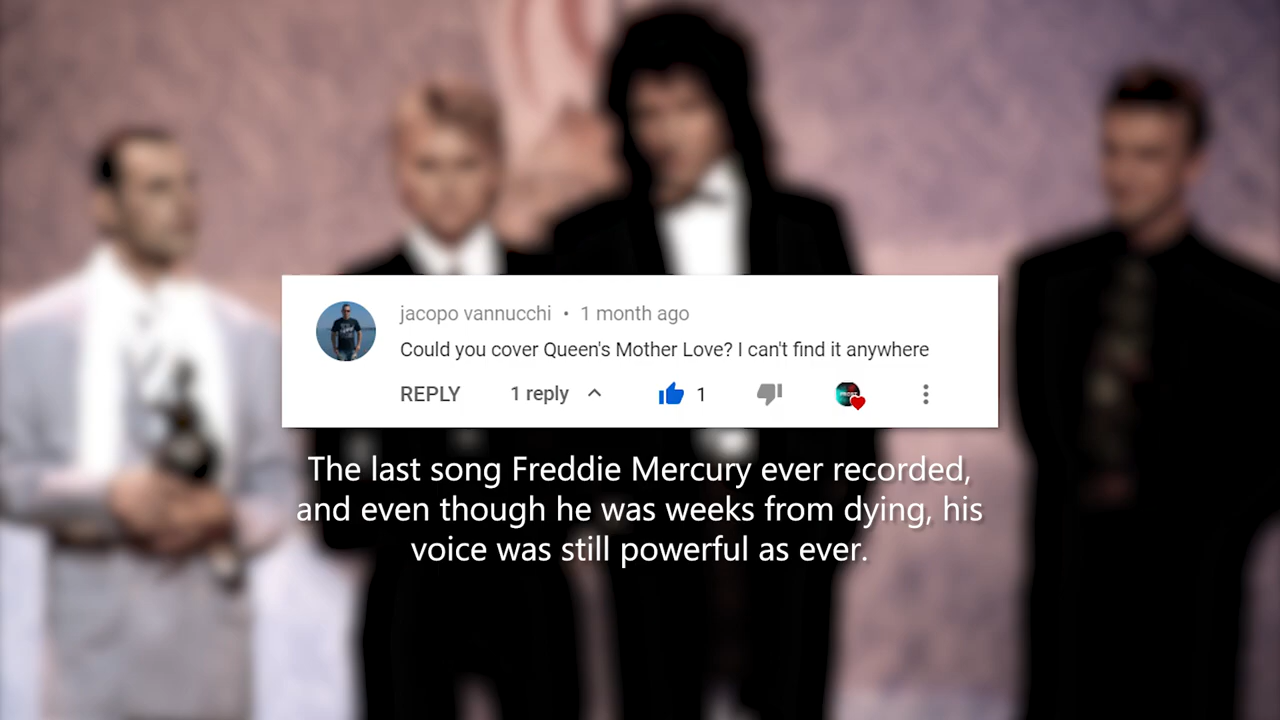 jacopo vannucchi • 1 month ago
Could you cover Queen's Mother Love? I can't find it anywhere
REPLY 1 reply 1
The last song Freddie Mercury ever recorded,
and even though he was weeks from dying, his
voice was still powerful as ever.